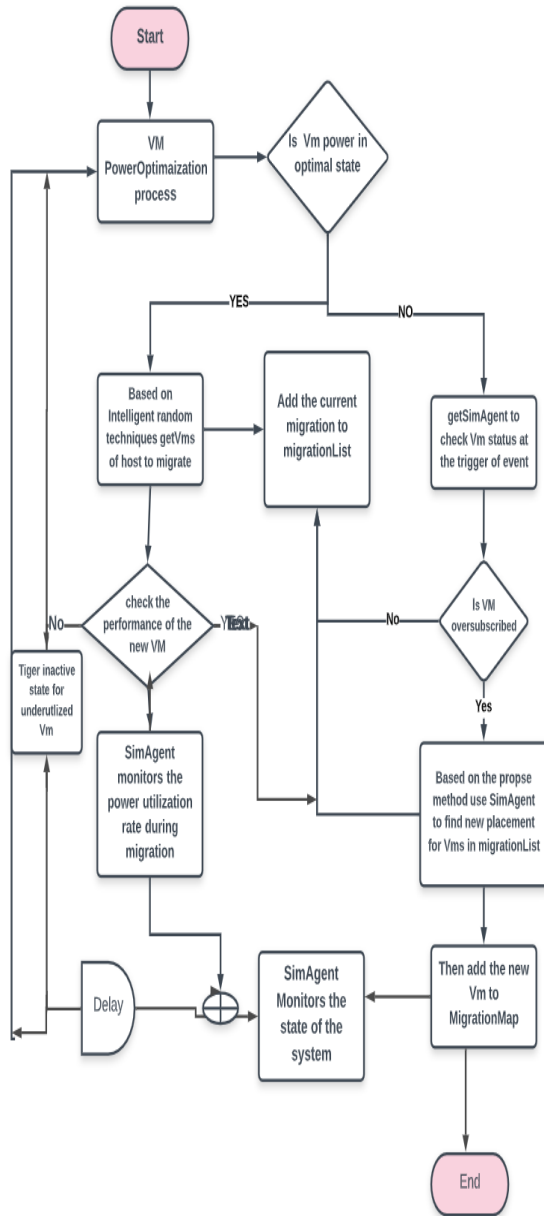 Start
VM
PowerOptimaization
process
Is Vm power in
optimal state
YES
NO
Based on
Intelligent random
techniques getVms
of host to migrate
Add the current
migration to
migrationList
getSimAgent to
check Vm status at
the trigger of event
check the
performance of the
new VM
No
Text
No
Is VM
oversubscribed
Yes
Tiger inactive
state for
underutlized
Vm
SimAgent
monitors the
power utilization
rate during
migration
Based on the propse
method use SimAgent
to find new placement
for Vms in migrationList
Delay
SimAgent
Monitors the
state of the
system
Then add the new
Vm to
MigrationMap
End